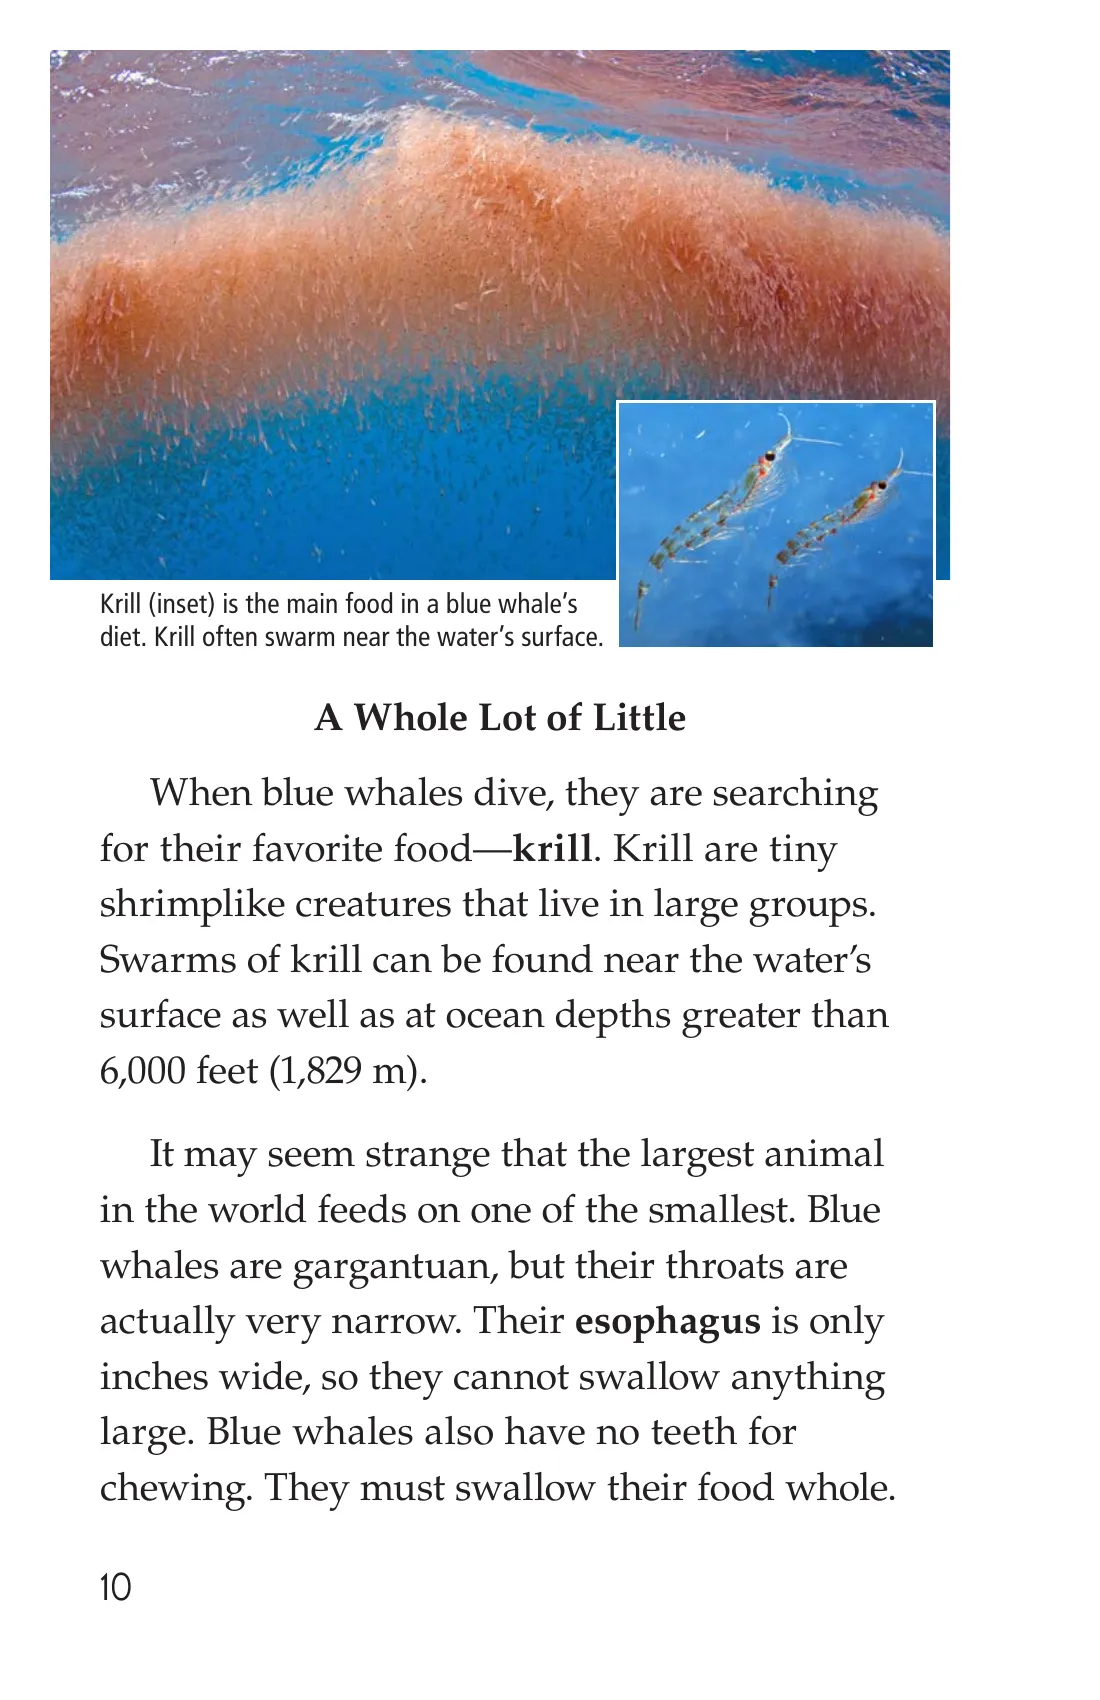 Krill (inset) is the main food in a blue whale’s
diet. Krill often swarm near the water’s surface.
A Whole Lot of Little
When blue whales dive, they are searching
for their favorite food—krill. Krill are tiny
shrimplike creatures that live in large groups.
Swarms of krill can be found near the water’s
surface as well as at ocean depths greater than
6,000 feet (1,829 m).
It may seem strange that the largest animal
in the world feeds on one of the smallest. Blue
whales are gargantuan, but their throats are
actually very narrow. Their esophagus is only
inches wide, so they cannot swallow anything
large. Blue whales also have no teeth for
chewing. They must swallow their food whole.
10